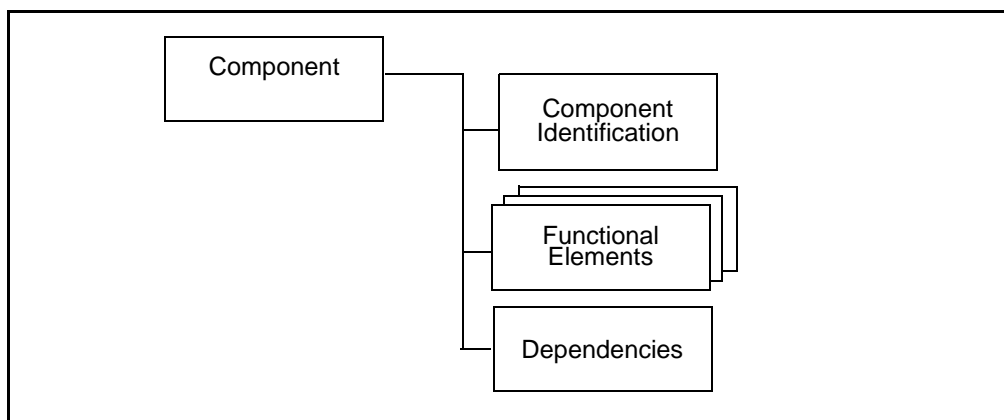 Component
Component
Identification
Functional
Elements
Dependencies